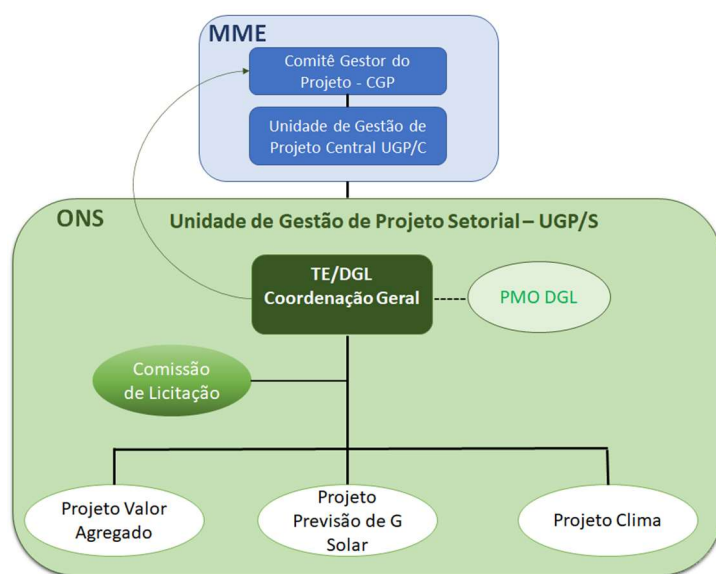 MME
Comitê Gestor do
Projeto - CGP
Unidade de Gestão de
Projeto Central UGP/C
ONS
Unidade de Gestão de Projeto Setorial – UGP/S
TE/DGL
Coordenação Geral
PMO DGL
Comissão
de Licitação
Projeto Valor
Agregado
Projeto
Previsão de G
Solar
Projeto Clima